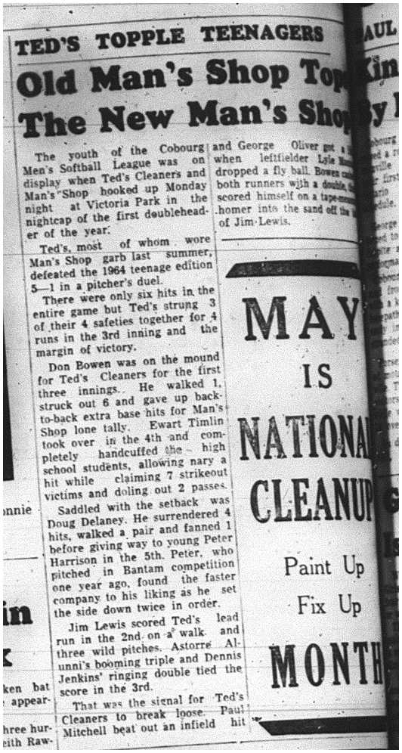 TED'S TOPPLE TEENAGERS
Old Man's Shop
The New Man's Shop
The youth of the Cobourg
Men's Softball League was on
display when Ted's Cleaners and
Man's Shop hooked up Monday
night at Victoria Park in the
nightcap of the first doublehead-
er of the year.
Ted's, most of whom wore
Man's Shop garb last summer,
defeated the 1964 teenage edition
5—1 in a pitcher's duel.
There were only six hits in the
entire game but Ted's strung 3
of their 4 safeties together for 4
runs in the 3rd inning and the
margin of victory.
Don Bowen was on the mound
for Ted's Cleaners for the first
three innings. He walked 1,
struck out 6 and gave up back-
to-back extra base hits for Man's
Shop lone tally. Ewart Timlin
took over in the 4th and com-
pletely handcuffed the high
school students, allowing nary a
hit while claiming 7 strikeout
victims and doling out 2 passes.
Saddled with the setback was
Doug Delaney. He surrendered 4
hits, walked a pair and fanned 1
before giving way to young Peter
Harrison in the 5th. Peter, who
pitched in Bantam competition
one year ago, found the faster
company to his liking as he set
the side down twice in order.
Jim Lewis scored Ted's lead
run in the 2nd on a walk and
three wild pitches. Astorre Al-
unni's booming triple and Dennis
Jenkins' ringing double tied the
score in the 3rd.
That was the signal for Ted's
Cleaners to break loose. Paul
Mitchell beat out an infield hit
and George Oliver got a
when leftfielder Lyle
dropped a fly ball. Bowen
both runners with a double,
scored himself on a
homer into the sand off the
of Jim Lewis.
MAY
IS
NATIONAL
CLEANUP
Paint Up
Fix Up
MONTH
onnie
in
ken bat
appear-
hree hur-
eith Raw-